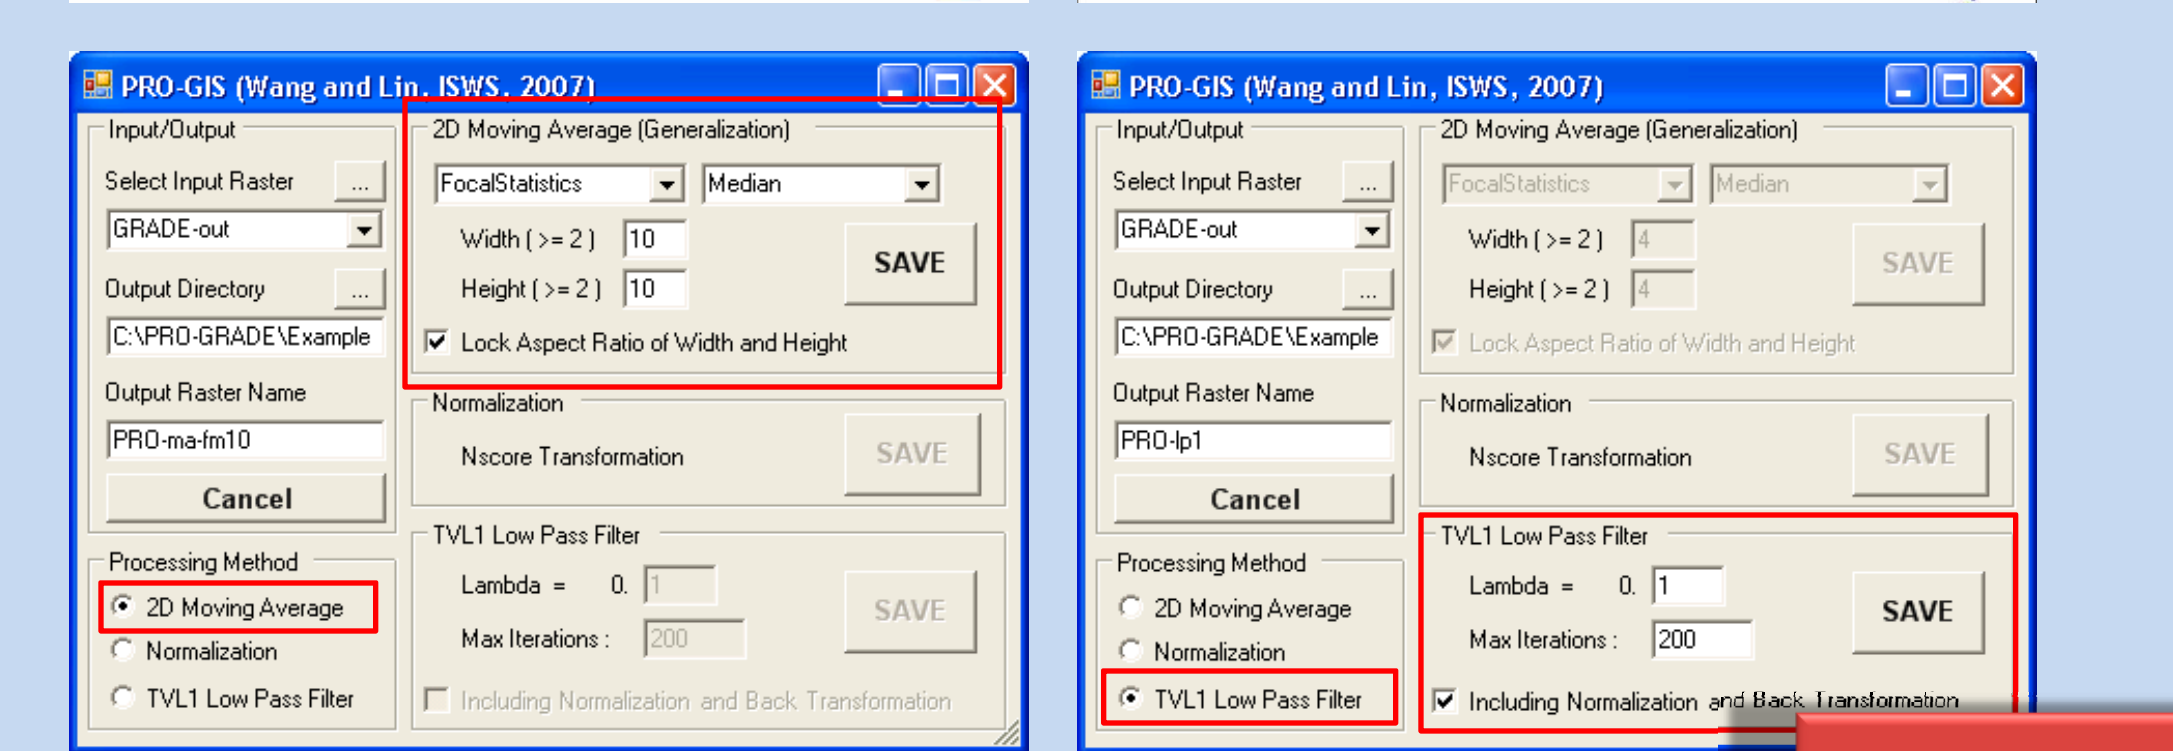 PRO-GIS (Wang and Lin, ISWS, 2007)
Input/Output
Select Input Raster ...
GRADE-out
Output Directory ...
C:\PRO-GRADE\Example
Output Raster Name
PRO-ma-fm10
Cancel
Processing Method
2D Moving Average
Normalization
TVL1 Low Pass Filter
2D Moving Average (Generalization)
FocalStatistics Median
Width ( >= 2 ) 10
Height ( >= 2 ) 10
SAVE
Lock Aspect Ratio of Width and Height
Normalization
Nscore Transformation SAVE
TVL1 Low Pass Filter
Lambda = 0. 1
Max Iterations : 200
SAVE
Including Normalization and Back Transformation
PRO-GIS (Wang and Lin, ISWS, 2007)
Input/Output
Select Input Raster ...
GRADE-out
Output Directory ...
C:\PRO-GRADE\Example
Output Raster Name
PRO-lp1
Cancel
Processing Method
2D Moving Average
Normalization
TVL1 Low Pass Filter
2D Moving Average (Generalization)
FocalStatistics Median
Width ( >= 2 ) 4
Height ( >= 2 ) 4
SAVE
Lock Aspect Ratio of Width and Height
Normalization
Nscore Transformation SAVE
TVL1 Low Pass Filter
Lambda = 0. 1
Max Iterations : 200
SAVE
Including Normalization and Back Transformation